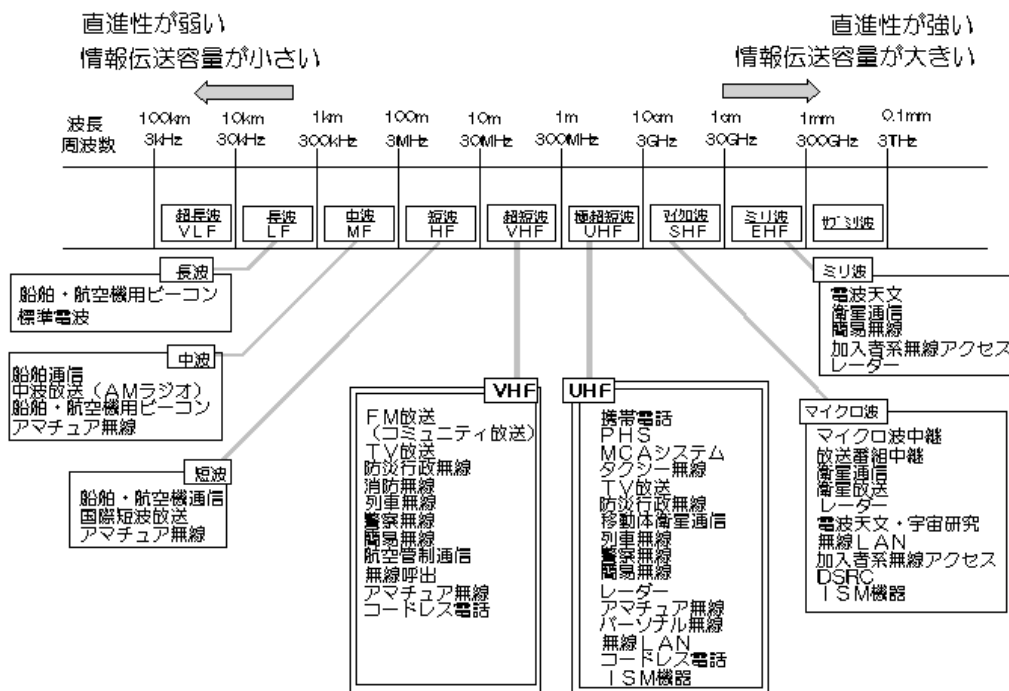 直進性が弱い
情報伝送容量が小さい
直進性が強い
情報伝送容量が大きい
波長 100km 10km 1km 100m 10m 1m 10cm 1cm 1mm 0.1mm
周波数 3kHz 30kHz 300kHz 3MHz 30MHz 300MHz 3GHz 30GHz 300GHz 3THz
超長波 長波 中波 短波 超短波 極超短波 マイクロ波 ミリ波 サブミリ波
VLF LF MF HF VHF UHF SHF EHF
長波
船舶・航空機用ビーコン
標準電波
中波
船舶通信
中波放送（AMラジオ）
船舶・航空機用ビーコン
アマチュア無線
短波
船舶・航空機通信
国際短波放送
アマチュア無線
VHF
FM放送
（コミュニティ放送）
TV放送
防災行政無線
消防無線
列車無線
警察無線
簡易無線
航空管制通信
無線呼出
アマチュア無線
コードレス電話
UHF
携帯電話
PHS
MCAシステム
タクシー無線
TV放送
防災行政無線
移動体衛星通信
列車無線
警察無線
簡易無線
レーダー
アマチュア無線
パーソナル無線
無線LAN
コードレス電話
ISM機器
ミリ波
電波天文
衛星通信
簡易無線
加入者系無線アクセス
レーダー
マイクロ波
マイクロ波中継
放送番組中継
衛星通信
衛星放送
レーダー
電波天文・宇宙研究
無線LAN
加入者系無線アクセス
DSRC
ISM機器